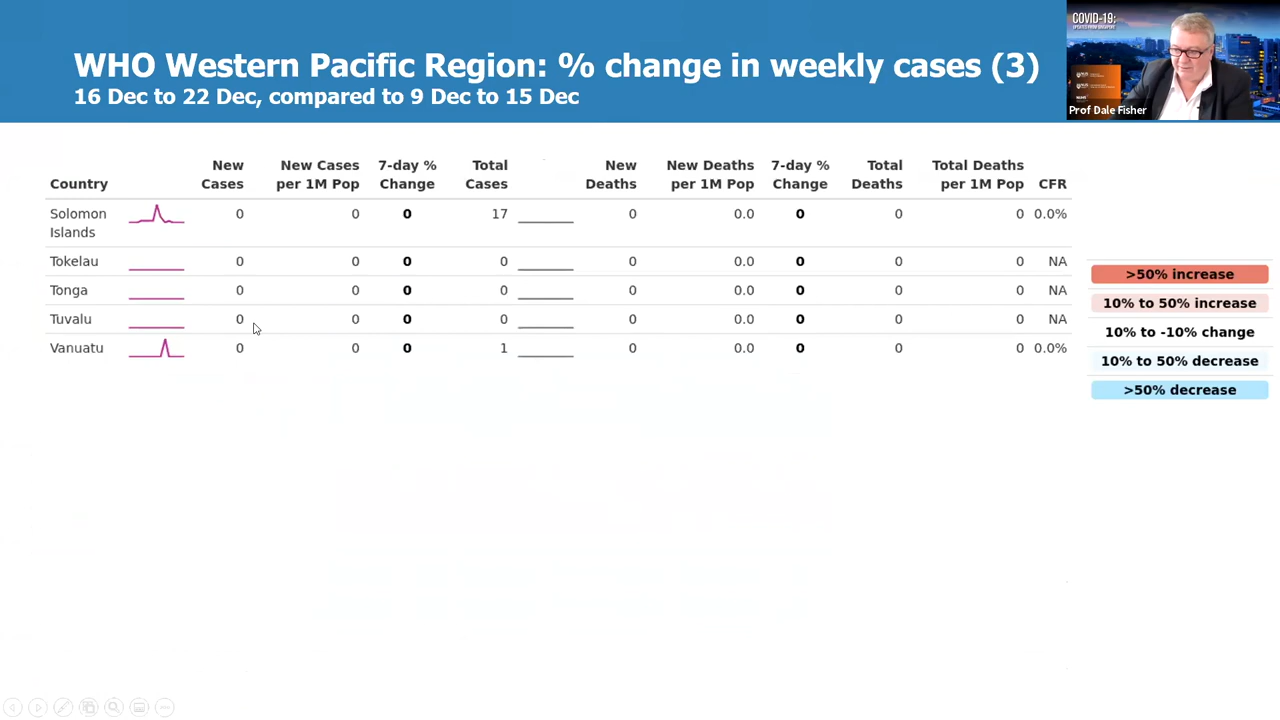 WHO Western Pacific Region: % change in weekly cases (3)
16 Dec to 22 Dec, compared to 9 Dec to 15 Dec
COVID-19:
Prof Dale Fisher
Country New Cases New Cases per 1M Pop 7-day % Change Total Cases New Deaths New Deaths per 1M Pop 7-day % Change Total Deaths Total Deaths per 1M Pop CFR
Solomon Islands 0 0 0 17 0 0.0 0 0 0 0.0%
Tokelau 0 0 0 0 0 0.0 0 0 0 NA
Tonga 0 0 0 0 0 0.0 0 0 0 NA
Tuvalu 0 0 0 0 0 0.0 0 0 0 NA
Vanuatu 0 0 0 1 0 0.0 0 0 0 0.0%
>50% increase
10% to 50% increase
10% to -10% change
10% to 50% decrease
>50% decrease